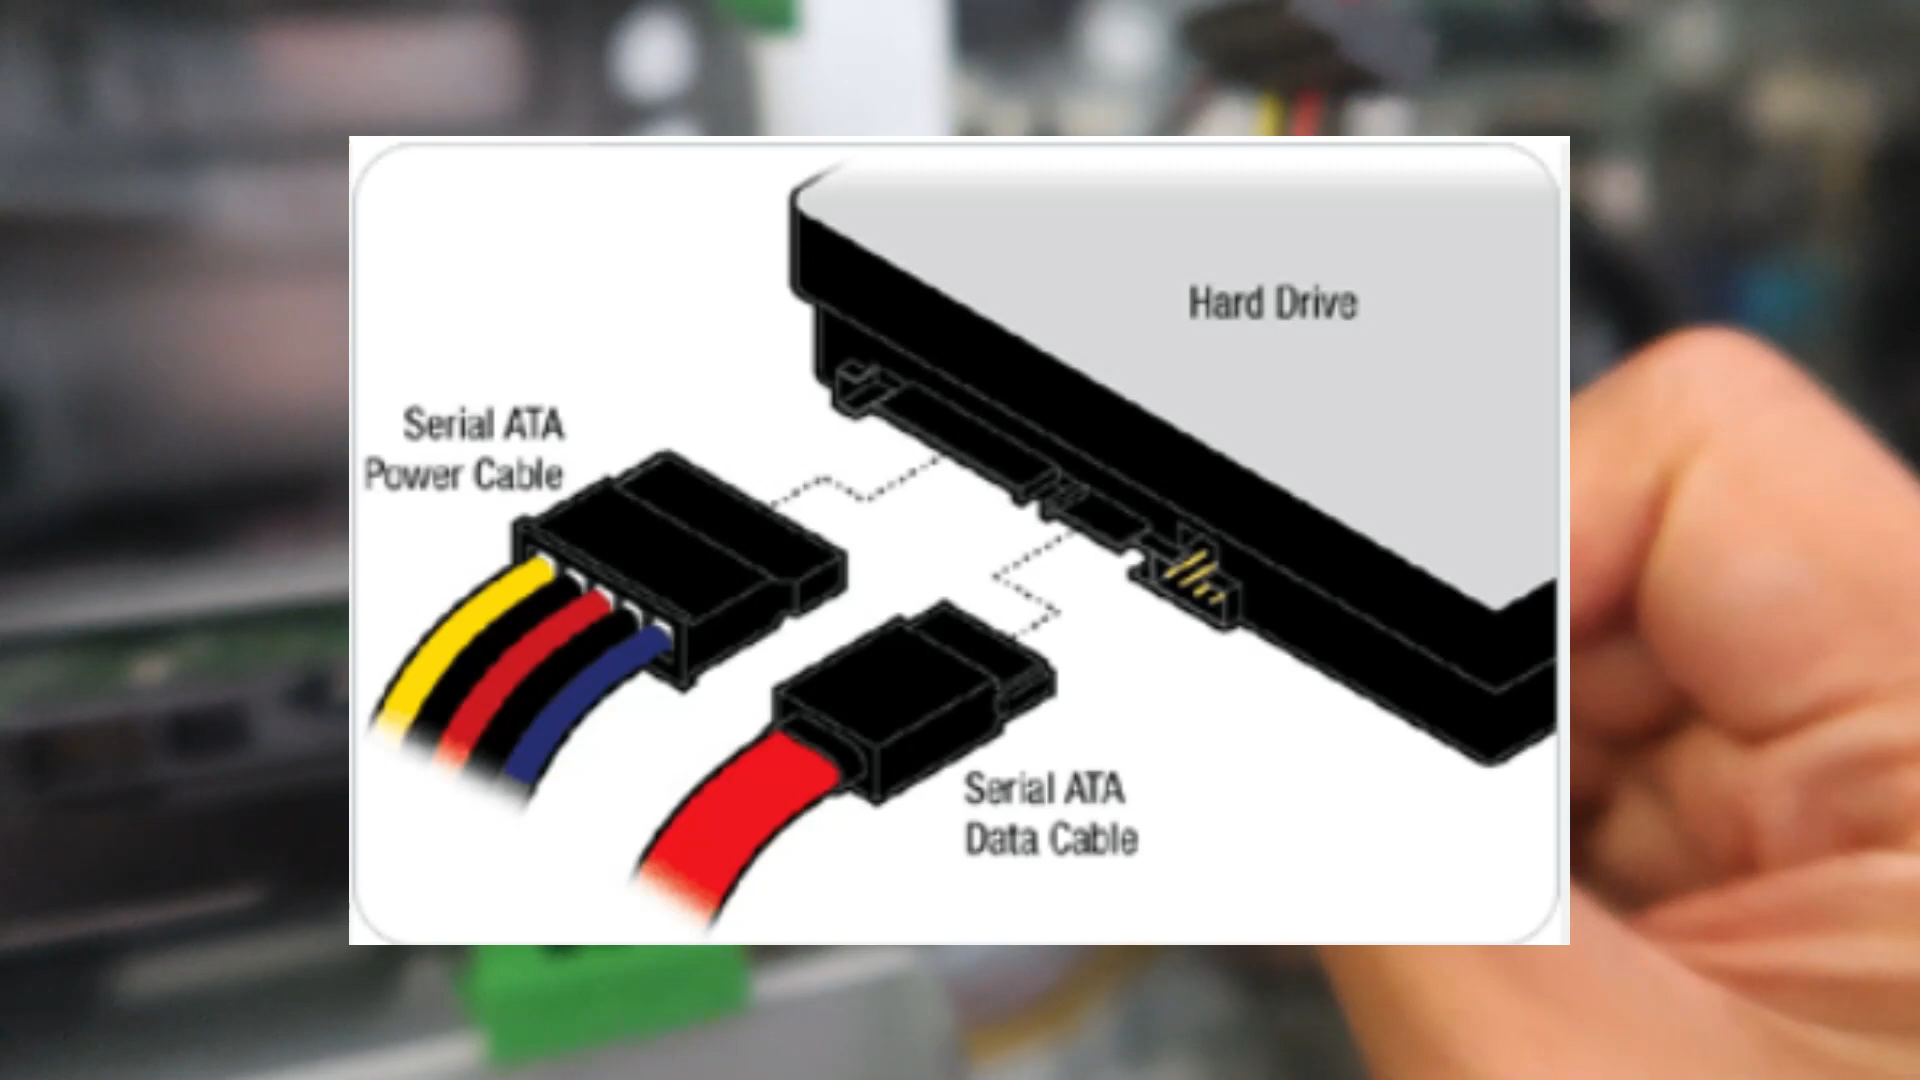 Hard Drive
Serial ATA
Power Cable
Serial ATA
Data Cable